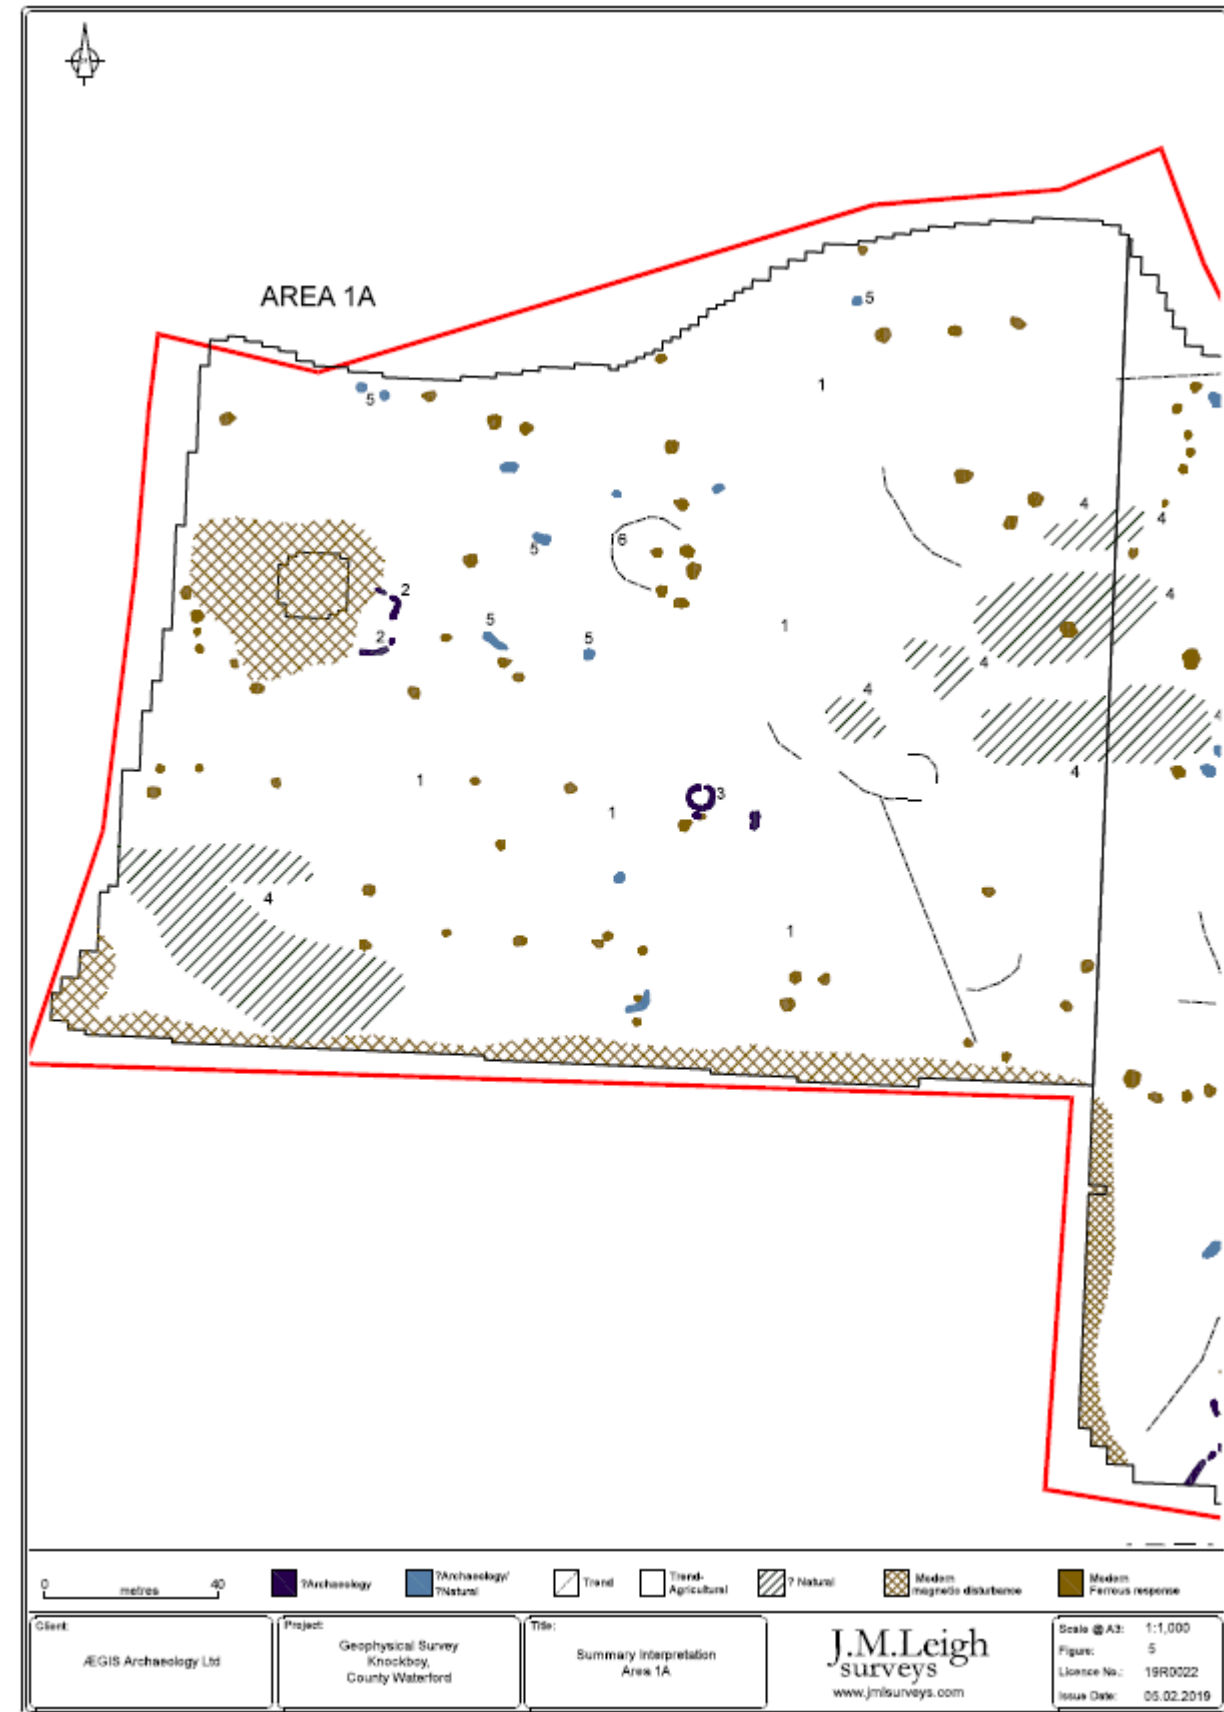 AREA 1A
5
1
5
4
4
6
5
2
4
5
5
2
1
4
4
4
4
1
3
1
4
1
0 metres 40
?Archaeology
?Archaeology/
?Natural
Trend
Trend-
Agricultural
? Natural
Modern
magnetic disturbance
Modern
Ferrous response
Client:
ÆGIS Archaeology Ltd
Project:
Geophysical Survey
Knockboy,
County Waterford
Title:
Summary Interpretation
Area 1A
J.M.Leigh
surveys
www.jmlsurveys.com
Scale @ A3: 1:1,000
Figure: 5
Licence No.: 19R0022
Issue Date: 05.02.2019